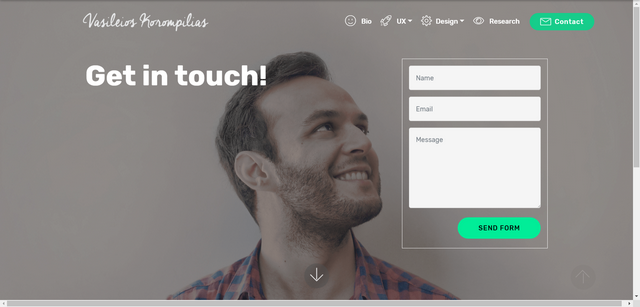 Vasileios Korompilias
Bio UX Design Research Contact
Get in touch!
Name
Email
Message
SEND FORM